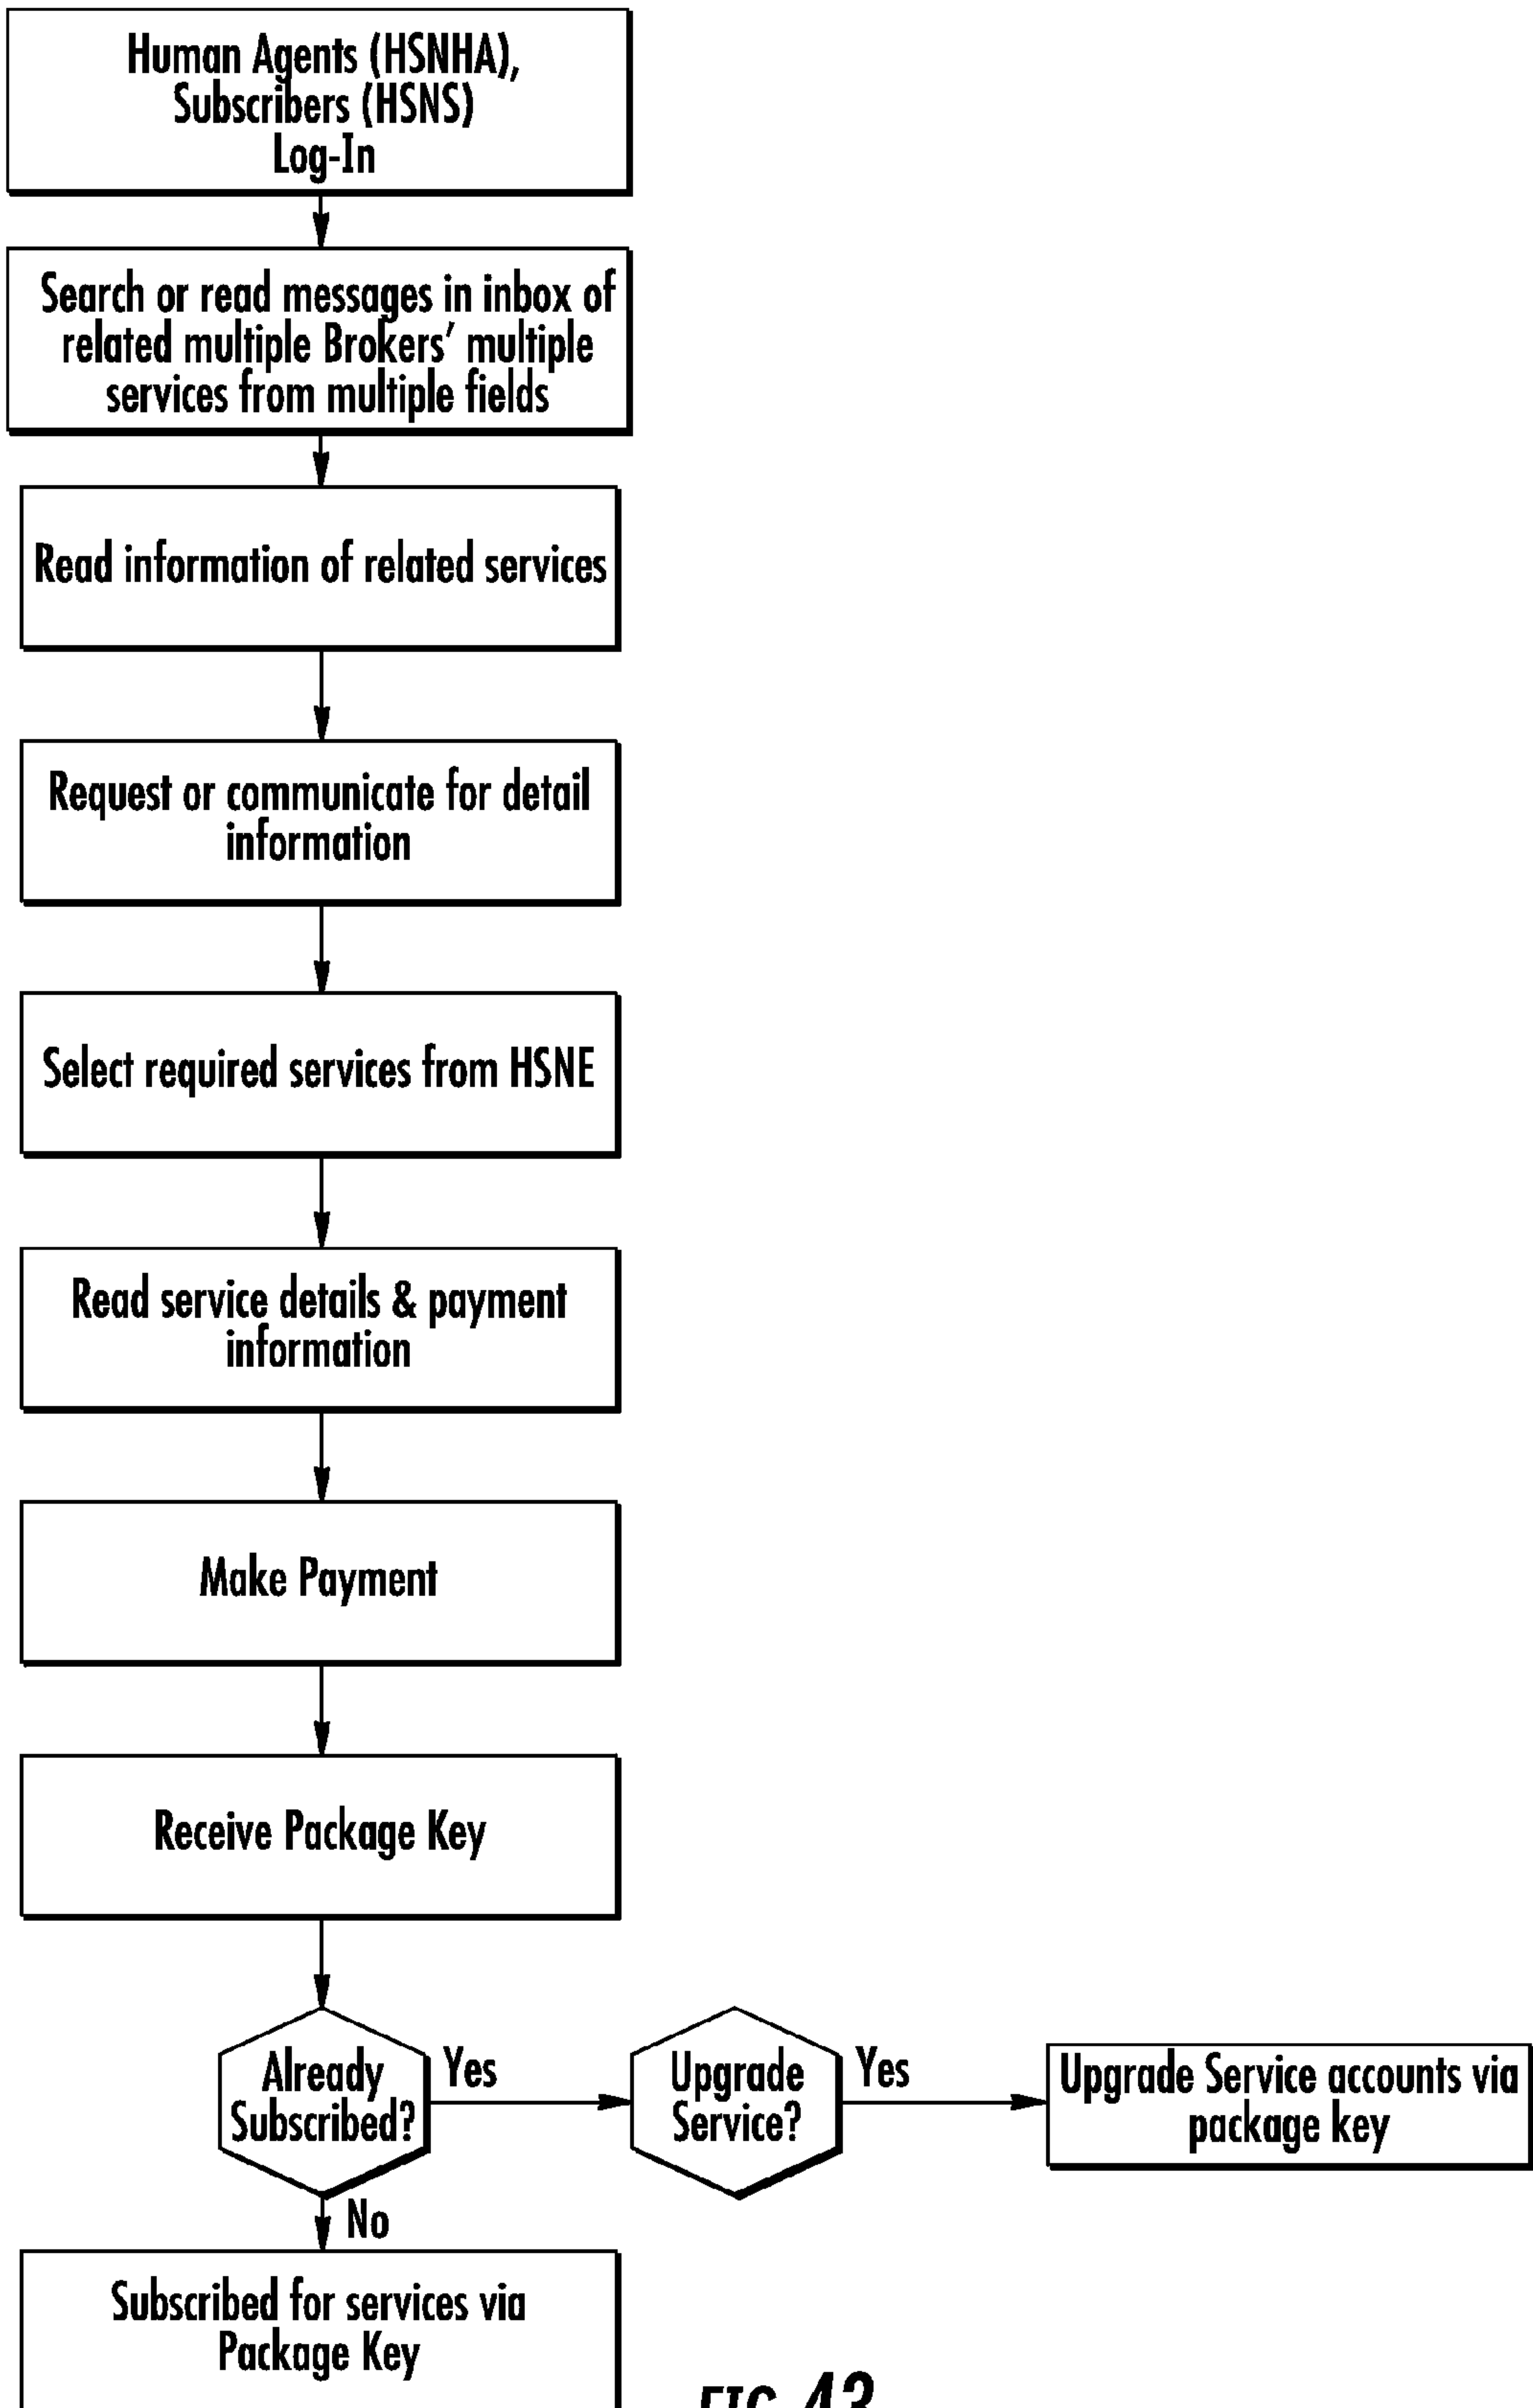 Human Agents (HSNHA),
Subscribers (HSNS)
Log-In
Search or read messages in inbox of
related multiple Brokers' multiple
services from multiple fields
Read information of related services
Request or communicate for detail
information
Select required services from HSNE
Read service details & payment
information
Make Payment
Receive Package Key
Already
Subscribed?
Yes
Upgrade
Service?
Yes
Upgrade Service accounts via
package key
No
Subscribed for services via
Package Key
FIG. 43